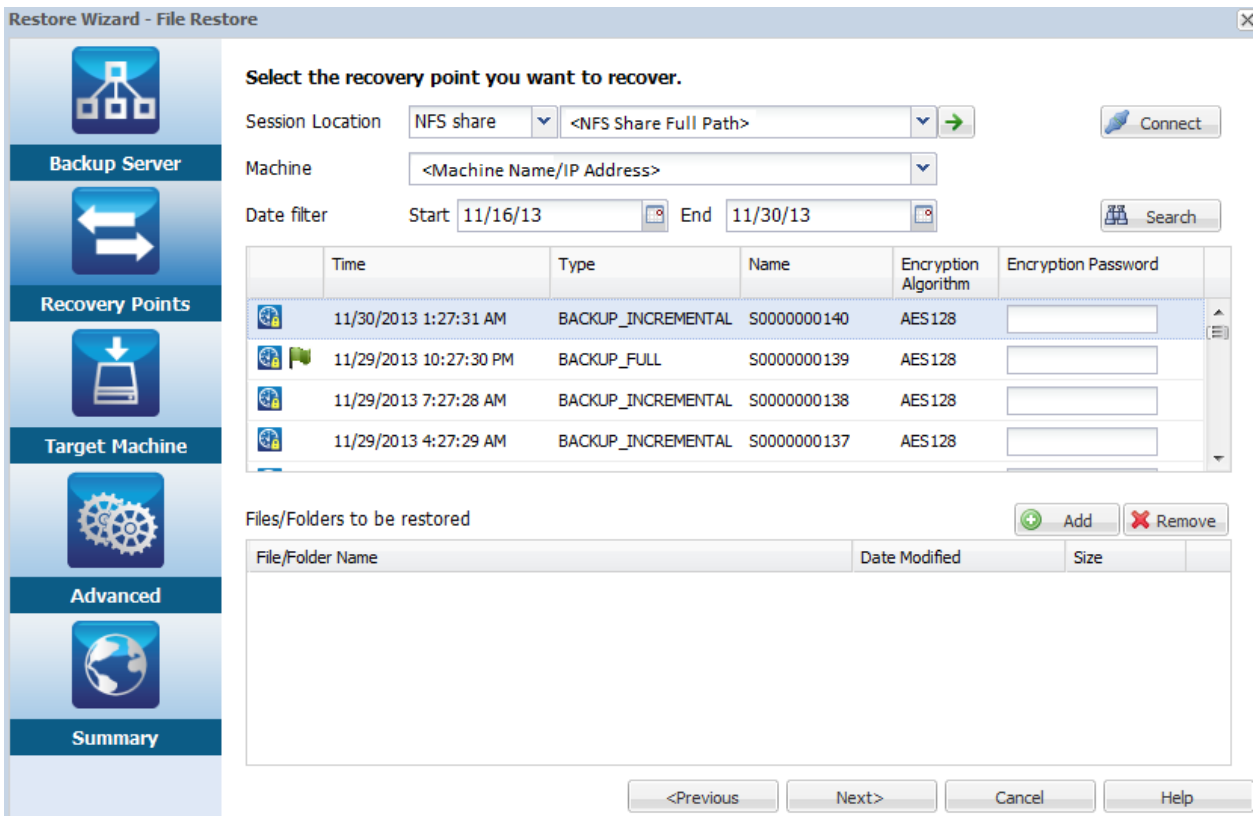 Restore Wizard - File Restore
Backup Server
Recovery Points
Target Machine
Advanced
Summary
Select the recovery point you want to recover.
Session Location NFS share <NFS Share Full Path> Connect
Machine <Machine Name/IP Address>
Date filter Start 11/16/13 End 11/30/13 Search
Time Type Name Encryption Algorithm Encryption Password
11/30/2013 1:27:31 AM BACKUP_INCREMENTAL S0000000140 AES128
11/29/2013 10:27:30 PM BACKUP_FULL S0000000139 AES128
11/29/2013 7:27:28 AM BACKUP_INCREMENTAL S0000000138 AES128
11/29/2013 4:27:29 AM BACKUP_INCREMENTAL S0000000137 AES128
Files/Folders to be restored Add Remove
File/Folder Name Date Modified Size
<Previous Next> Cancel Help